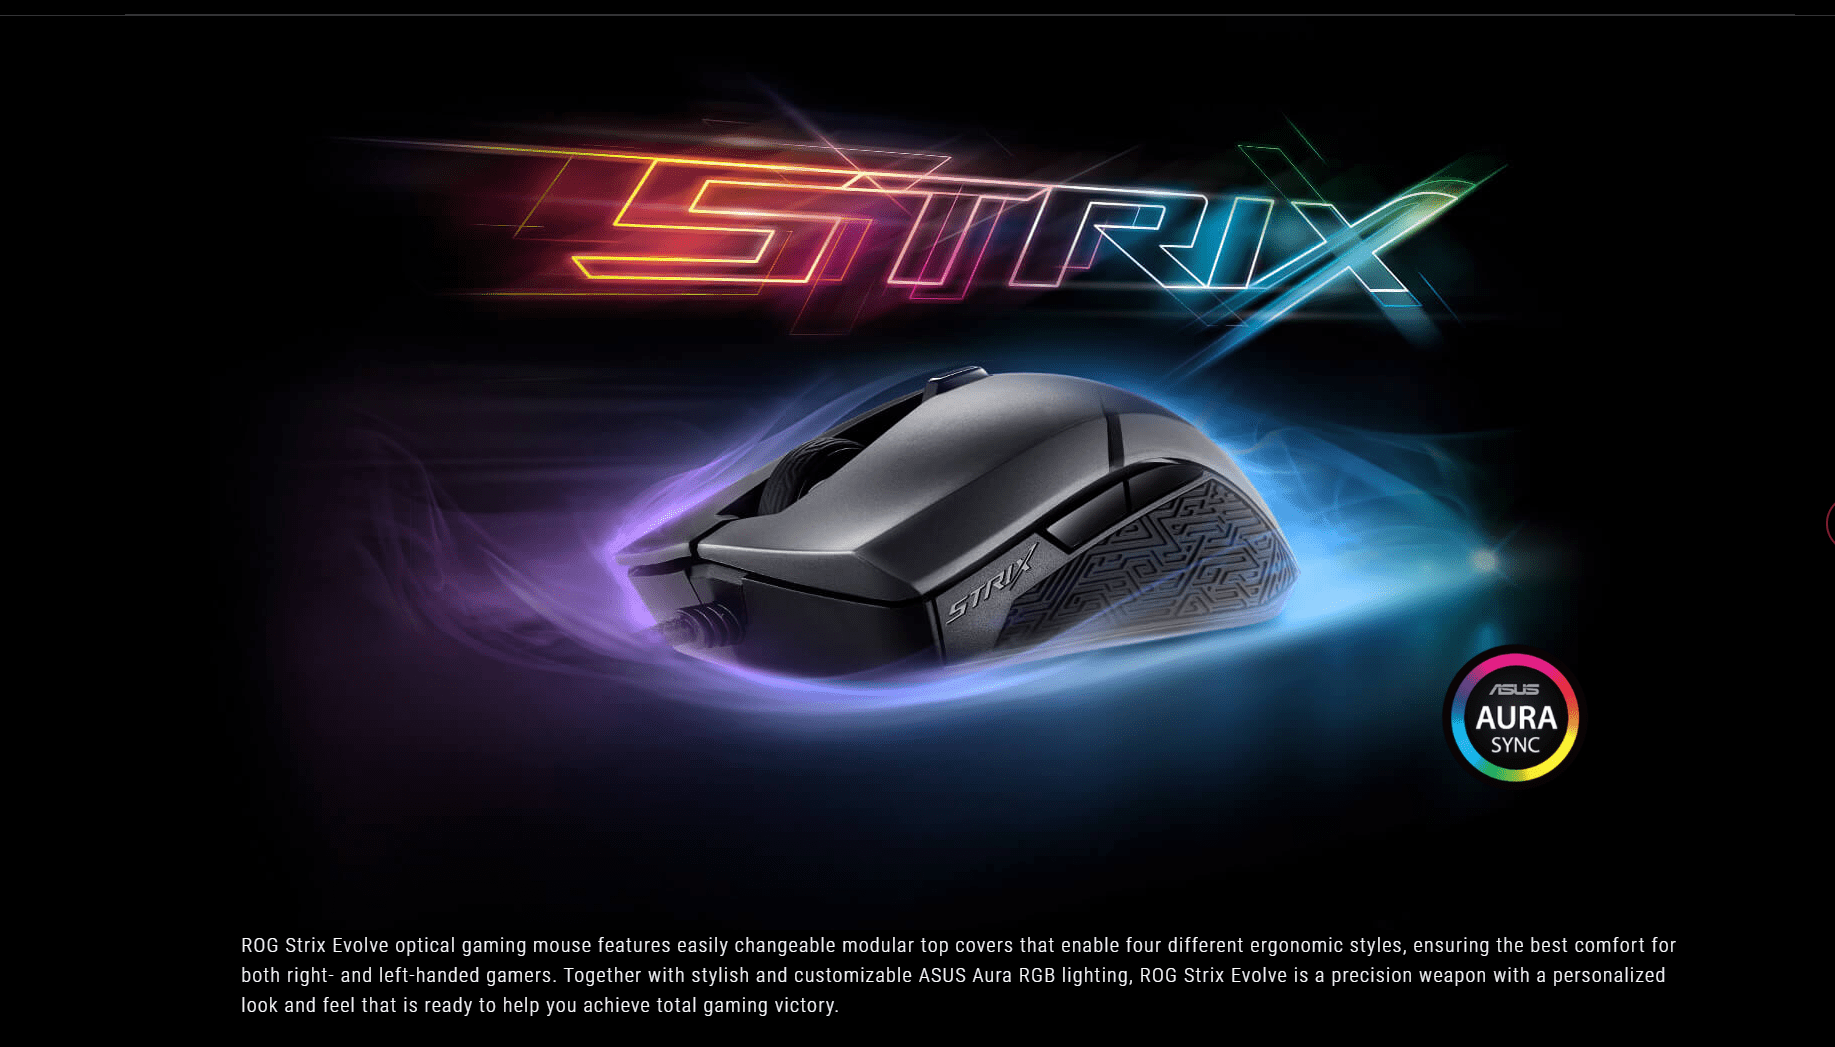 STRIX
STRIX
ASUS
AURA
SYNC
ROG Strix Evolve optical gaming mouse features easily changeable modular top covers that enable four different ergonomic styles, ensuring the best comfort for
both right- and left-handed gamers. Together with stylish and customizable ASUS Aura RGB lighting, ROG Strix Evolve is a precision weapon with a personalized
look and feel that is ready to help you achieve total gaming victory.